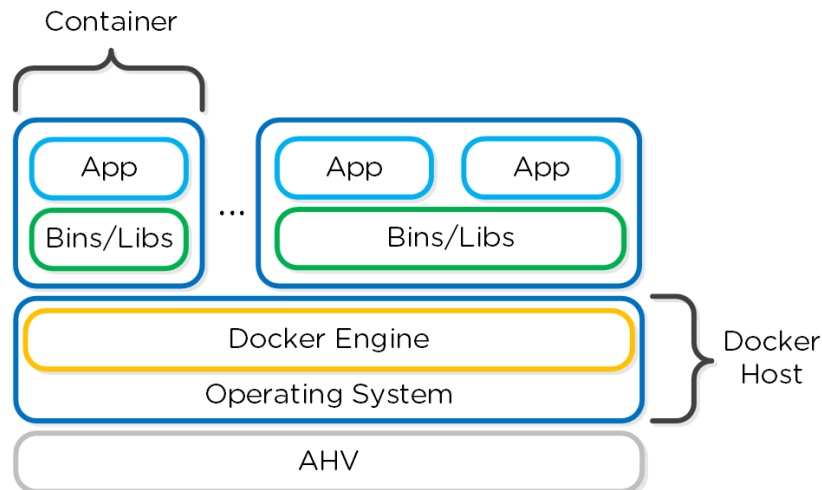 Container
App
App
App
Bins/Libs
...
Bins/Libs
Docker Engine
Operating System
Docker
Host
AHV